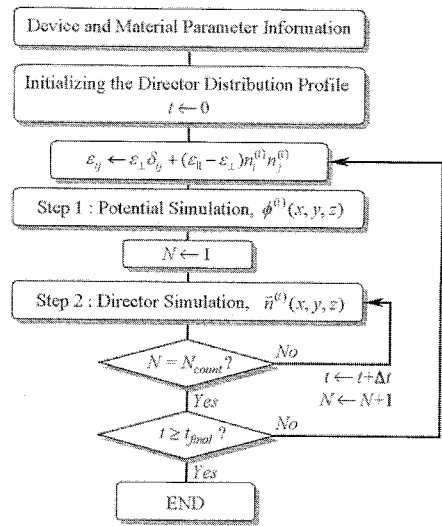 Device and Material Parameter Information
Initializing the Director Distribution Profile
t ← 0
ε_ij ← ε_⊥ δ_ij + (ε_|| − ε_⊥) n_i^(t) n_j^(t)
Step 1 : Potential Simulation, ϕ^(t)(x, y, z)
N ← 1
Step 2 : Director Simulation, n̄^(t)(x, y, z)
N = N_count ?
No
t ← t+Δt
N ← N+1
Yes
t ≥ t_final ?
No
Yes
END